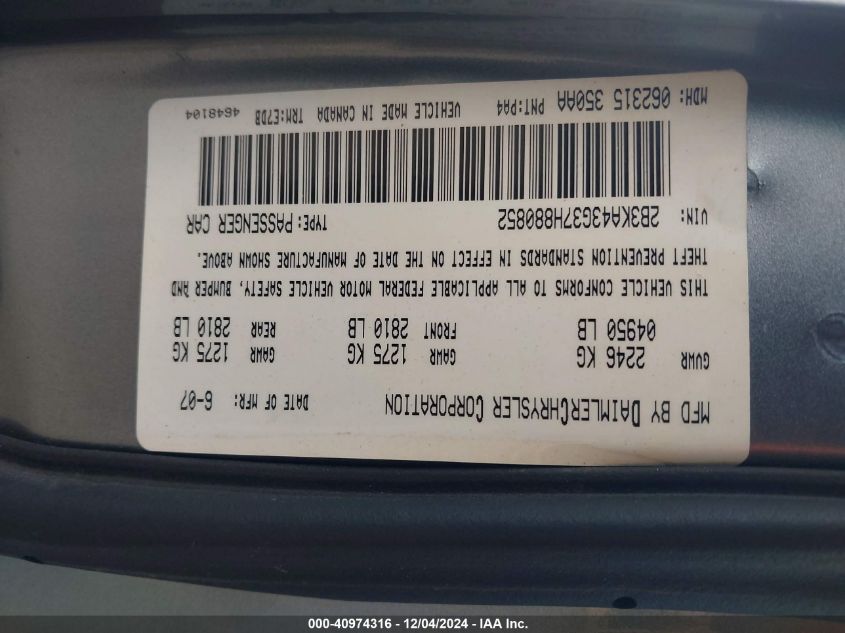 MFD BY DAIMLERCHRYSLER CORPORATION DATE OF MFR: 6-07
GVWR 2246 KG GAWR 1275 KG GAWR 1275 KG
04950 LB FRONT 2810 LB REAR 2810 LB
THIS VEHICLE CONFORMS TO ALL APPLICABLE FEDERAL MOTOR VEHICLE SAFETY, BUMPER AND
THEFT PREVENTION STANDARDS IN EFFECT ON THE DATE OF MANUFACTURE SHOWN ABOVE.
VIN: 2B3KA43G37H880852 TYPE: PASSENGER CAR
MDH: 062315 350AA PNT: PA4 VEHICLE MADE IN CANADA TRM: E7DB 4648104
000-40974316 - 12/04/2024 - IAA Inc.